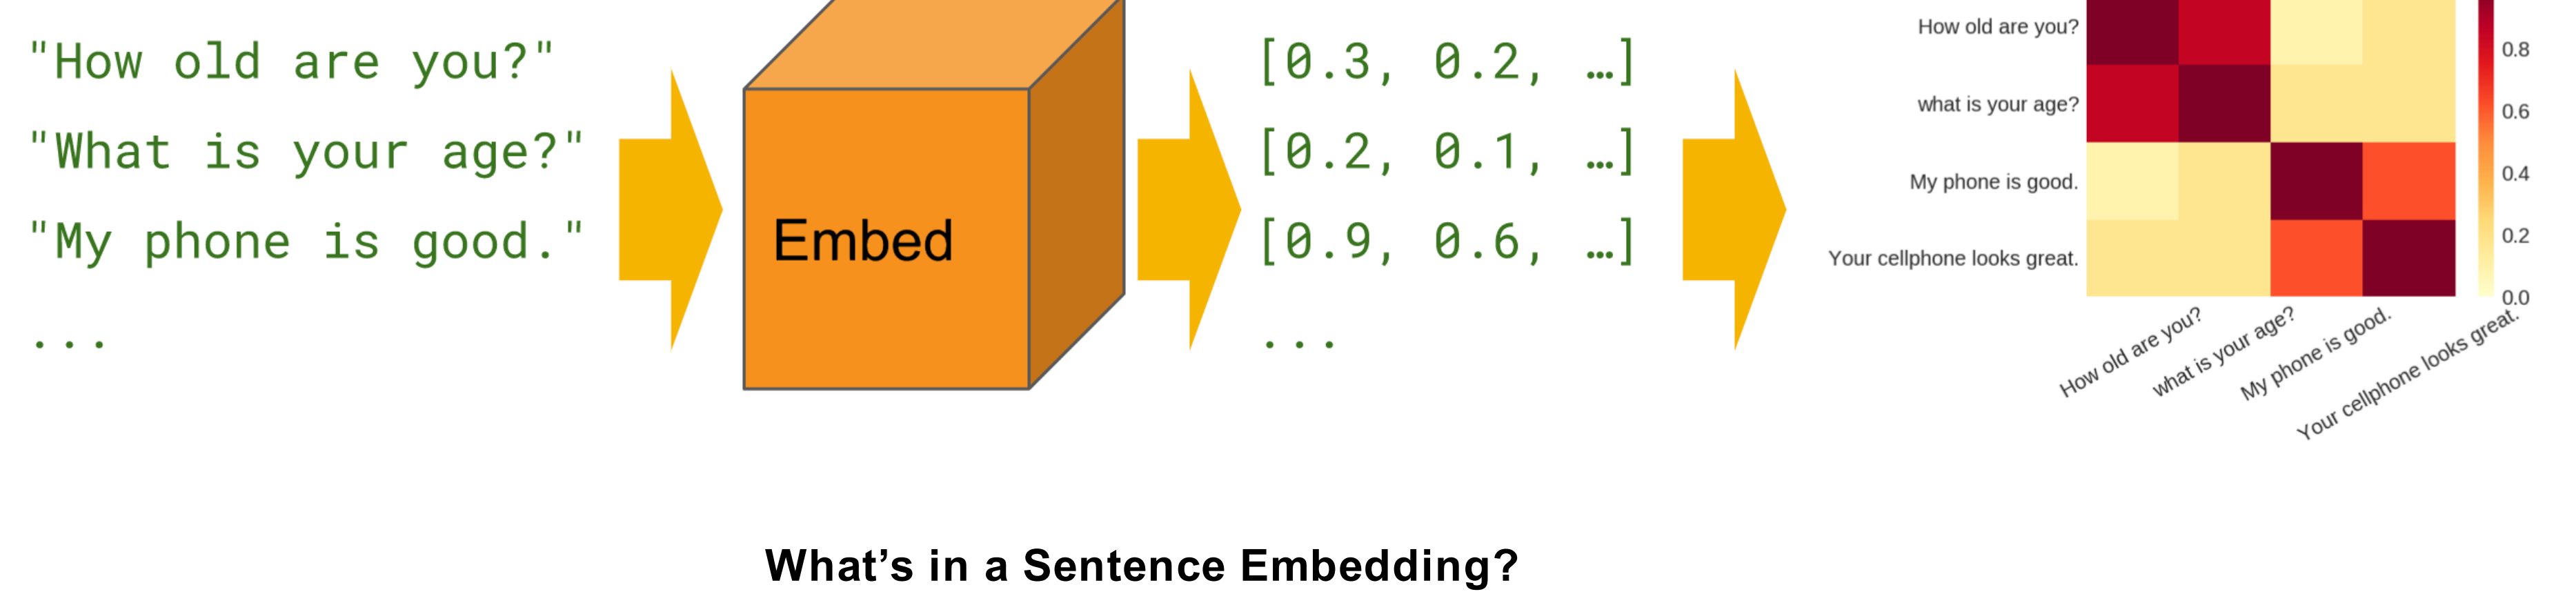 "How old are you?"
"What is your age?"
"My phone is good."
...
Embed
[0.3, 0.2, …]
[0.2, 0.1, …]
[0.9, 0.6, …]
...
How old are you?
what is your age?
My phone is good.
Your cellphone looks great.
How old are you?
what is your age?
My phone is good.
Your cellphone looks great.
0.8
0.6
0.4
0.2
0.0
What’s in a Sentence Embedding?